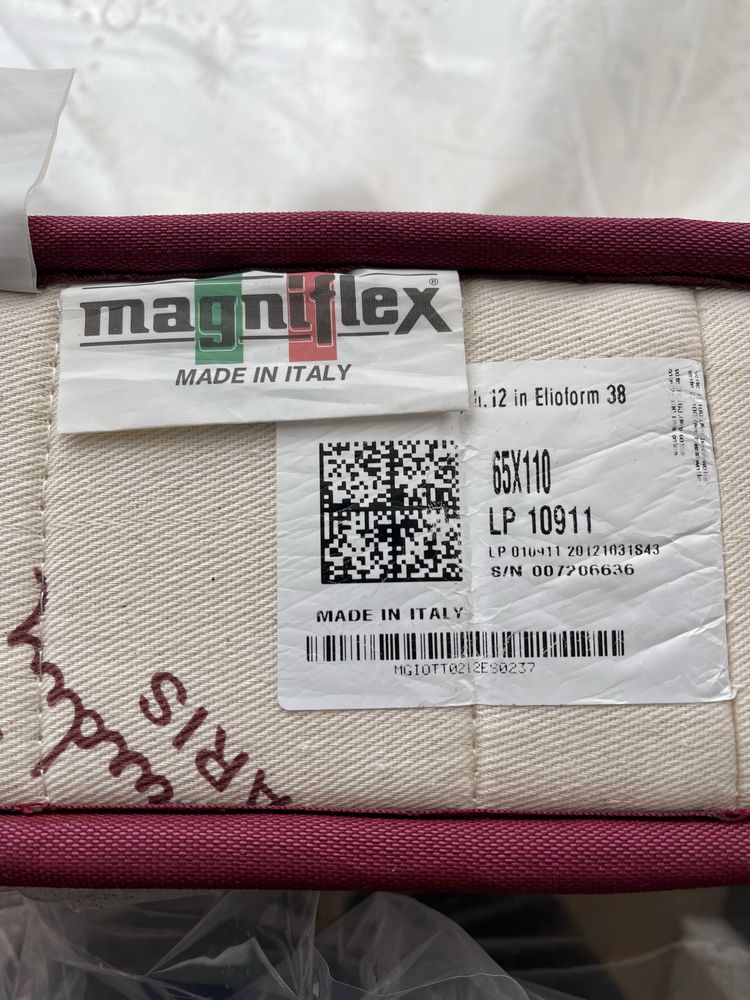 magniflex®
MADE IN ITALY
h.12 in Elioform 38
65X110
LP 10911
LP 010911 20121031S43
S/N 007206636
MADE IN ITALY
MGIOTT0212ES0237
ARIS